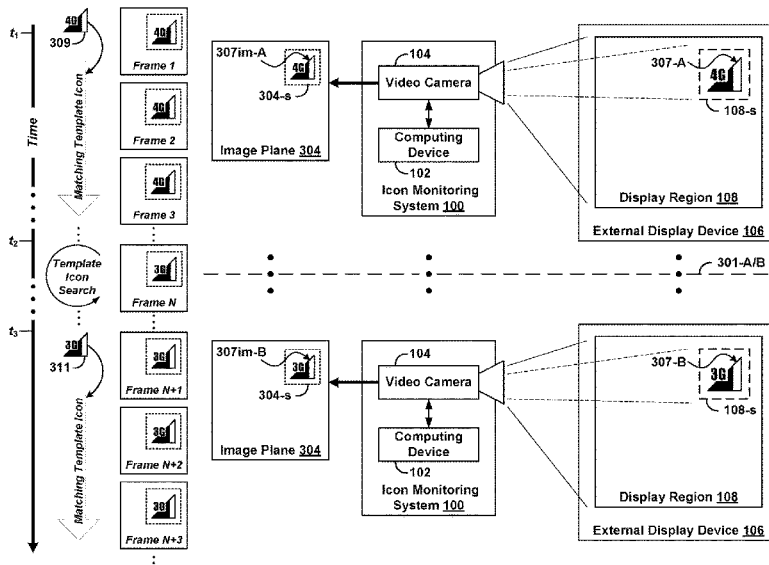 t1
Time
t2
t3
4G
309
Matching Template Icon
Template
Icon
Search
3G
311
Matching Template Icon
4G
Frame 1
4G
Frame 2
4G
Frame 3
3G
Frame N
3G
Frame N+1
3G
Frame N+2
3G
Frame N+3
307im-A
4G
304-s
Image Plane 304
104
Video Camera
Computing
Device
102
Icon Monitoring
System 100
307-A
4G
108-s
Display Region 108
External Display Device 106
301-A/B
307im-B
3G
304-s
Image Plane 304
104
Video Camera
Computing
Device
102
Icon Monitoring
System 100
307-B
3G
108-s
Display Region 108
External Display Device 106